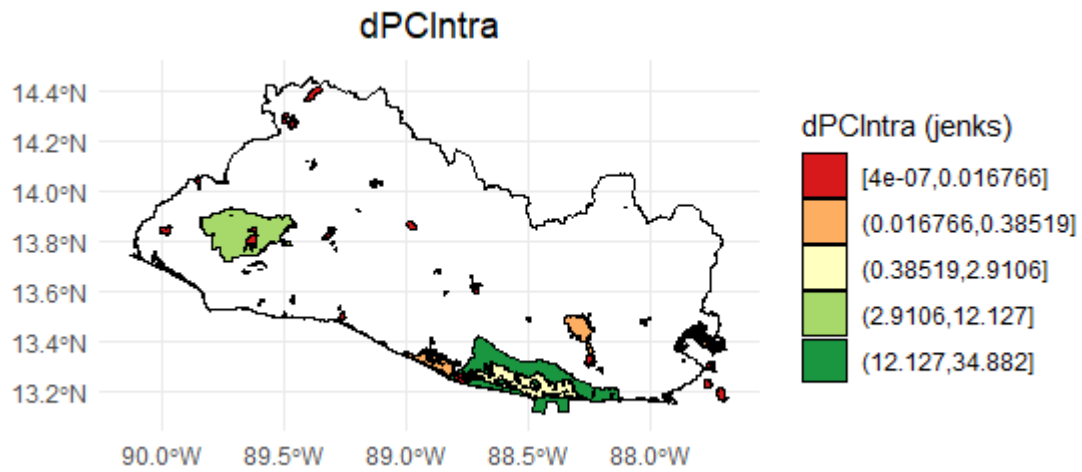 dPCIntra
14.4°N
14.2°N
14.0°N
13.8°N
13.6°N
13.4°N
13.2°N
90.0°W 89.5°W 89.0°W 88.5°W 88.0°W
dPCIntra (jenks)
[4e-07,0.016766]
(0.016766,0.38519]
(0.38519,2.9106]
(2.9106,12.127]
(12.127,34.882]